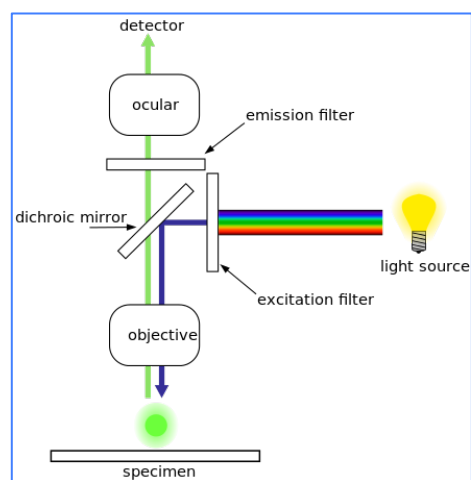 detector
ocular
emission filter
dichroic mirror
light source
excitation filter
objective
specimen